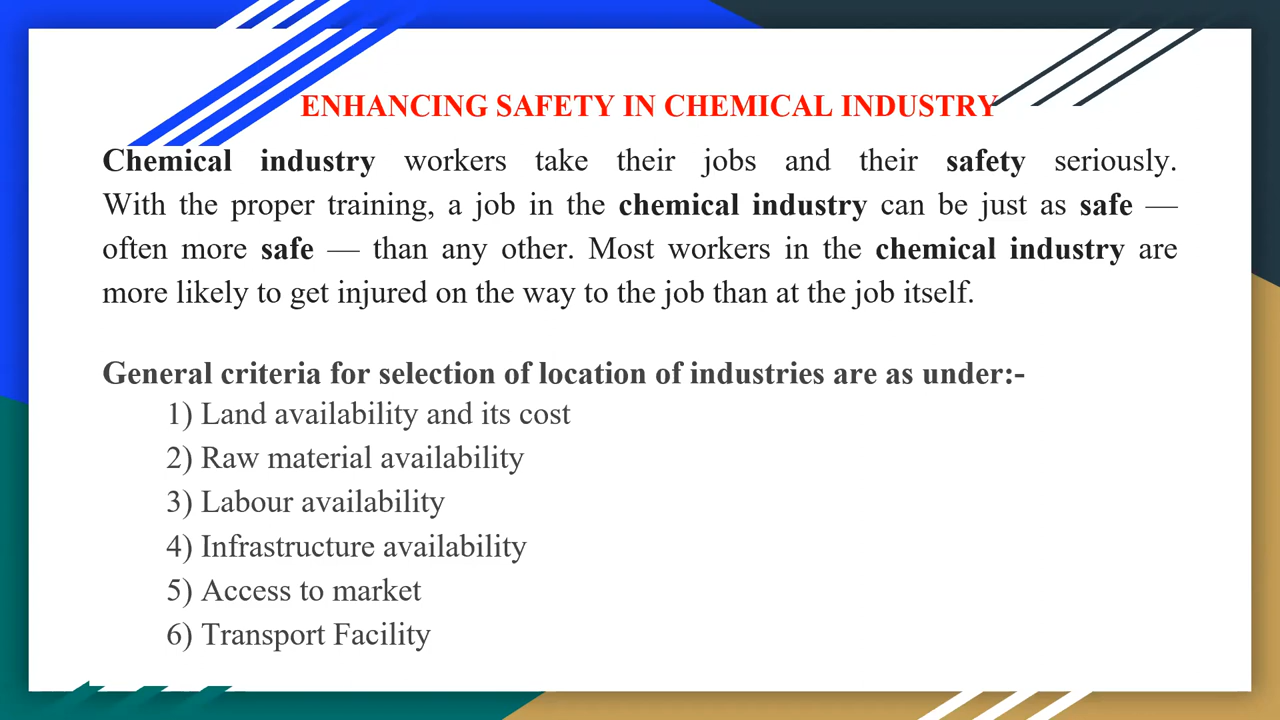 ENHANCING SAFETY IN CHEMICAL INDUSTRY
Chemical industry workers take their jobs and their safety seriously.
With the proper training, a job in the chemical industry can be just as safe —
often more safe — than any other. Most workers in the chemical industry are
more likely to get injured on the way to the job than at the job itself.
General criteria for selection of location of industries are as under:-
1) Land availability and its cost
2) Raw material availability
3) Labour availability
4) Infrastructure availability
5) Access to market
6) Transport Facility